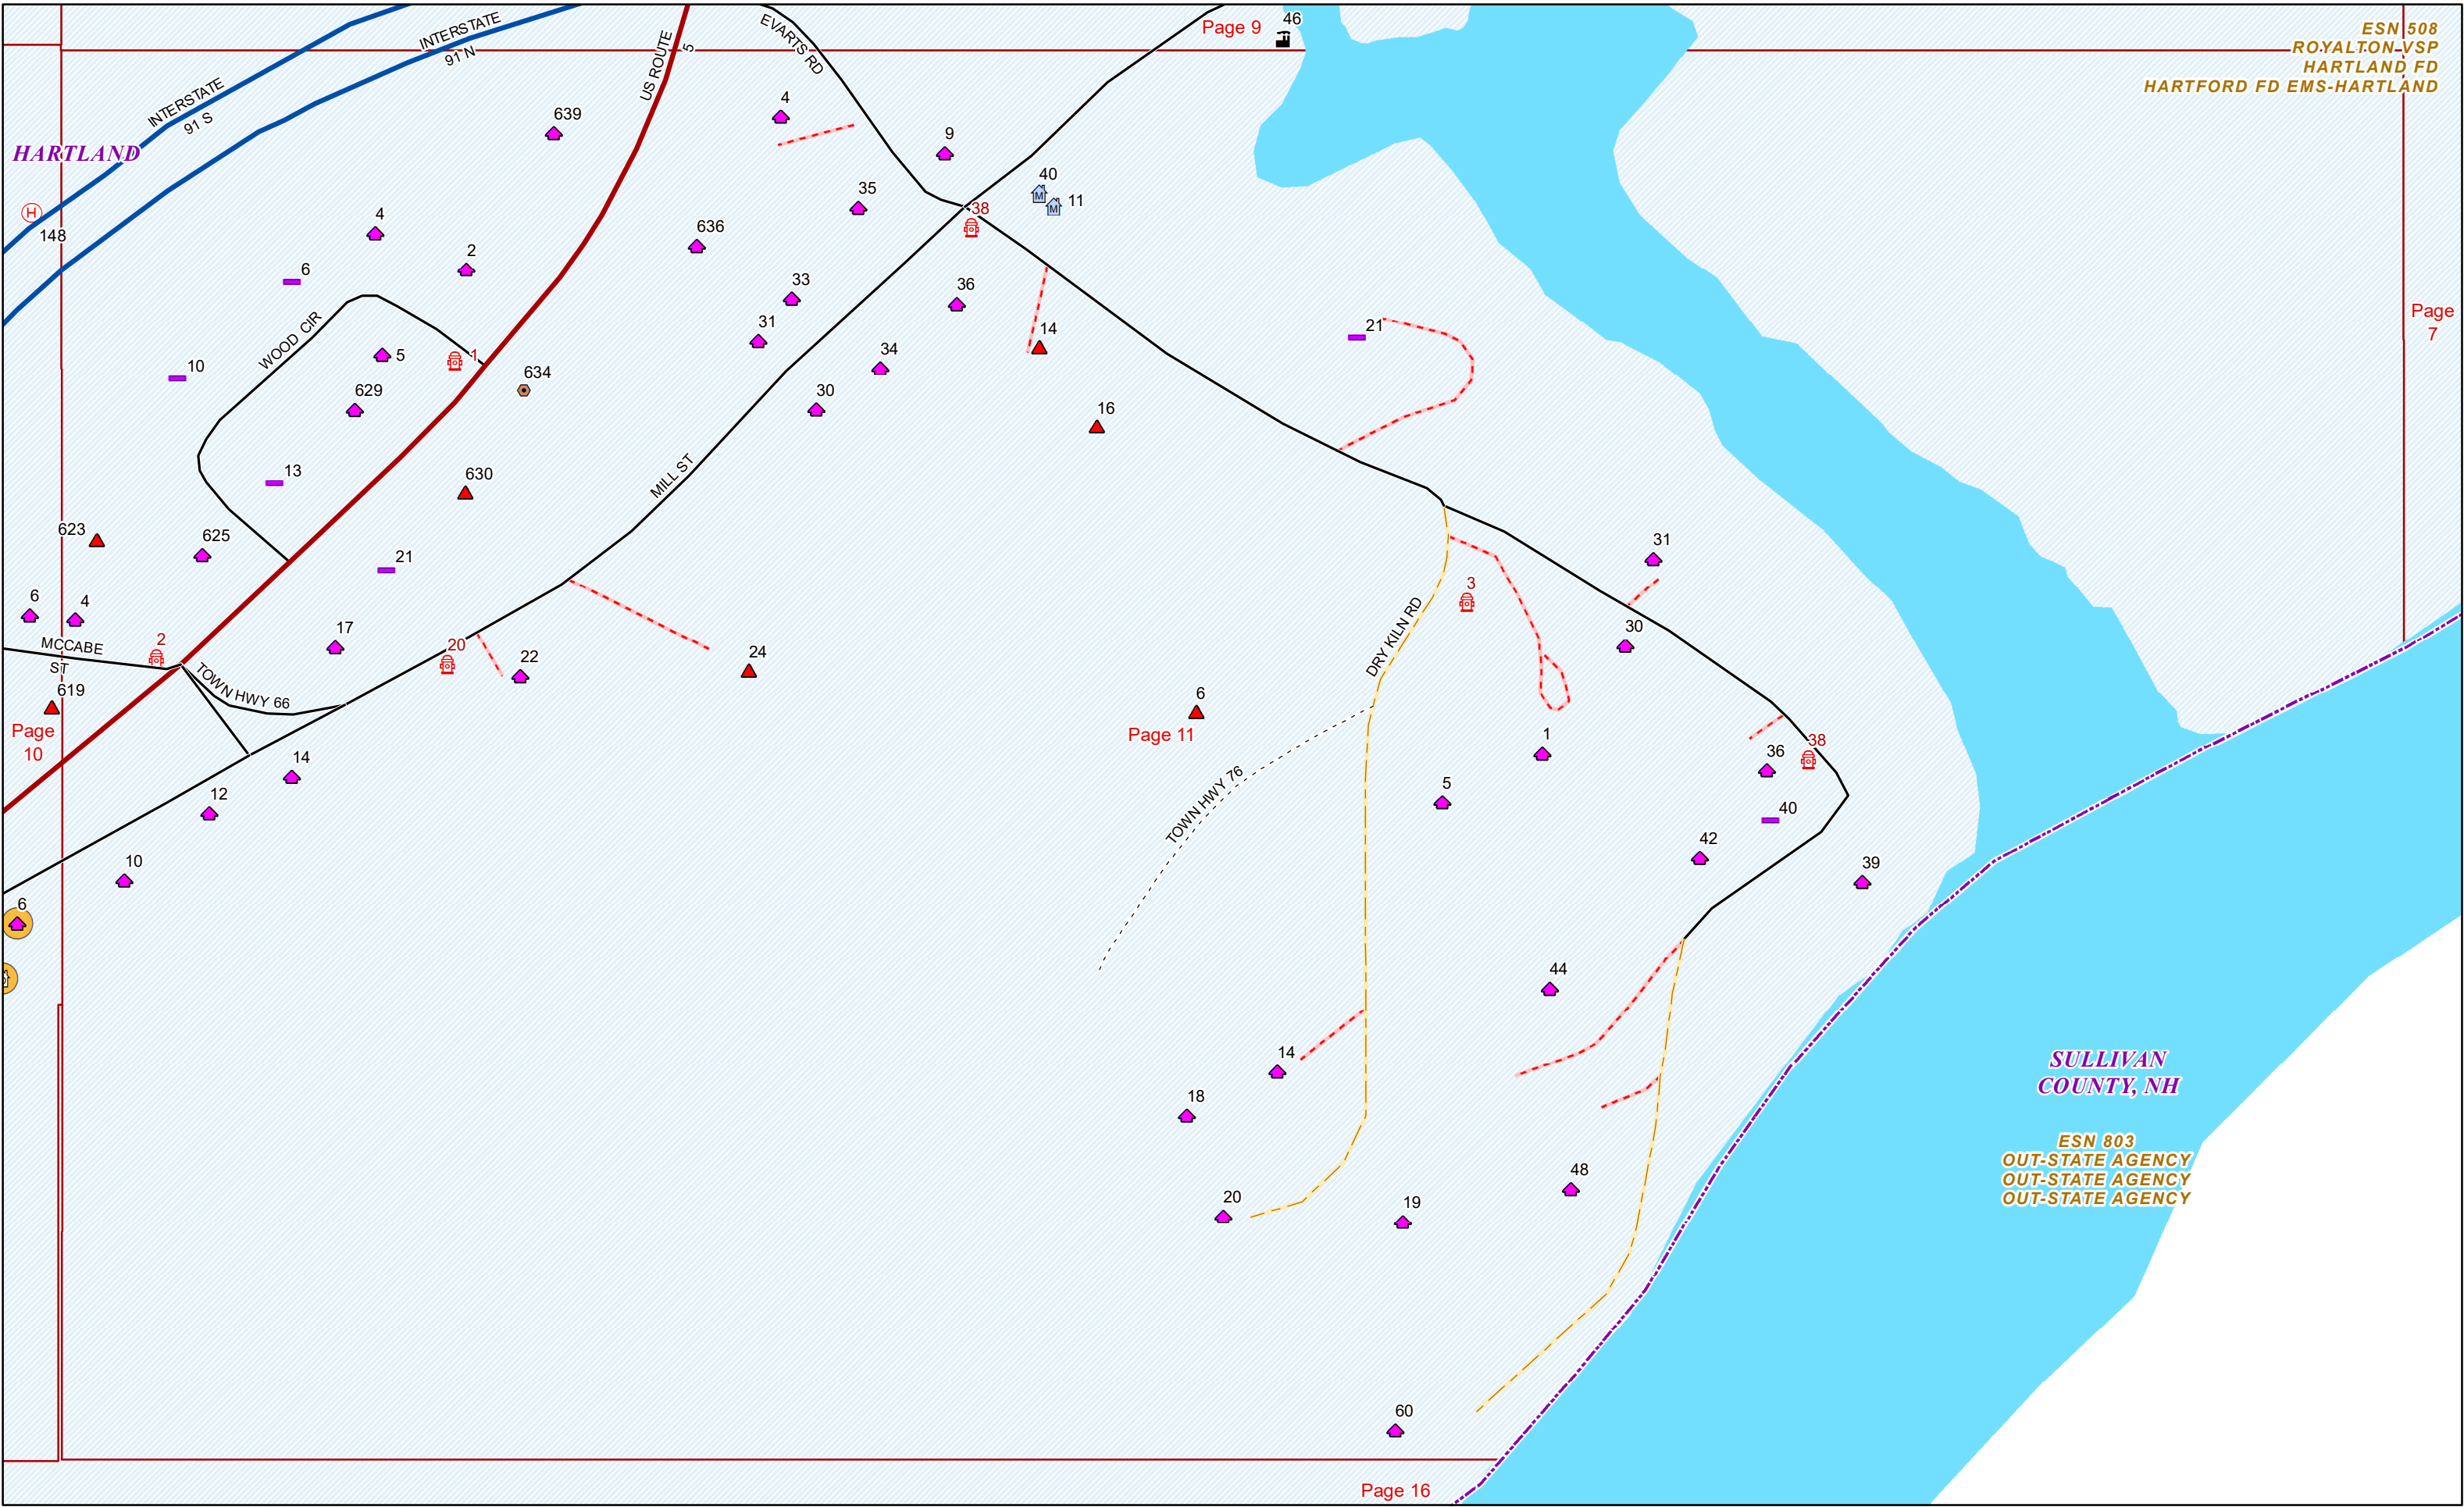 46
Page 9
ESN 508
ROYALTON VSP
HARTLAND FD
HARTFORD FD EMS-HARTLAND
INTERSTATE
91 N
US ROUTE
5
EVARTS RD
INTERSTATE
91 S
639
4
9
HARTLAND
H
148
4
2
6
35
636
40
M
11
M
38
33
36
31
34
14
21
Page
7
WOOD CIR
10
5
1
629
634
30
16
13
630
MILL ST
623
625
21
6
4
31
3
MCCABE
ST
2
17
20
22
24
30
DRY KILN RD
TOWN HWY 66
619
Page
10
6
Page 11
1
36
38
14
12
TOWN HWY 76
5
40
42
10
39
6
44
14
18
SULLIVAN
COUNTY, NH
ESN 803
OUT-STATE AGENCY
OUT-STATE AGENCY
OUT-STATE AGENCY
48
20
19
60
Page 16